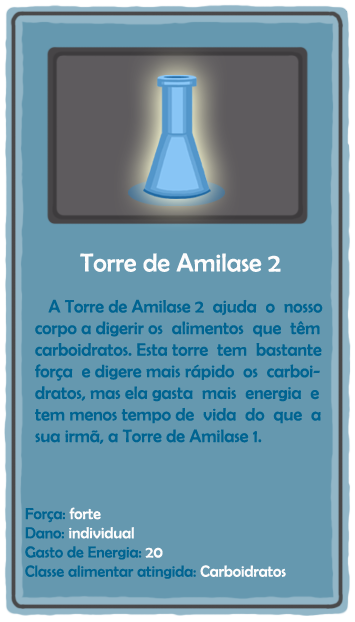 Torre de Amilase 2
A Torre de Amilase 2 ajuda o nosso
corpo a digerir os alimentos que têm
carboidratos. Esta torre tem bastante
força e digere mais rápido os carboi-
dratos, mas ela gasta mais energia e
tem menos tempo de vida do que a
sua irmã, a Torre de Amilase 1.
Força: forte
Dano: individual
Gasto de Energia: 20
Classe alimentar atingida: Carboidratos